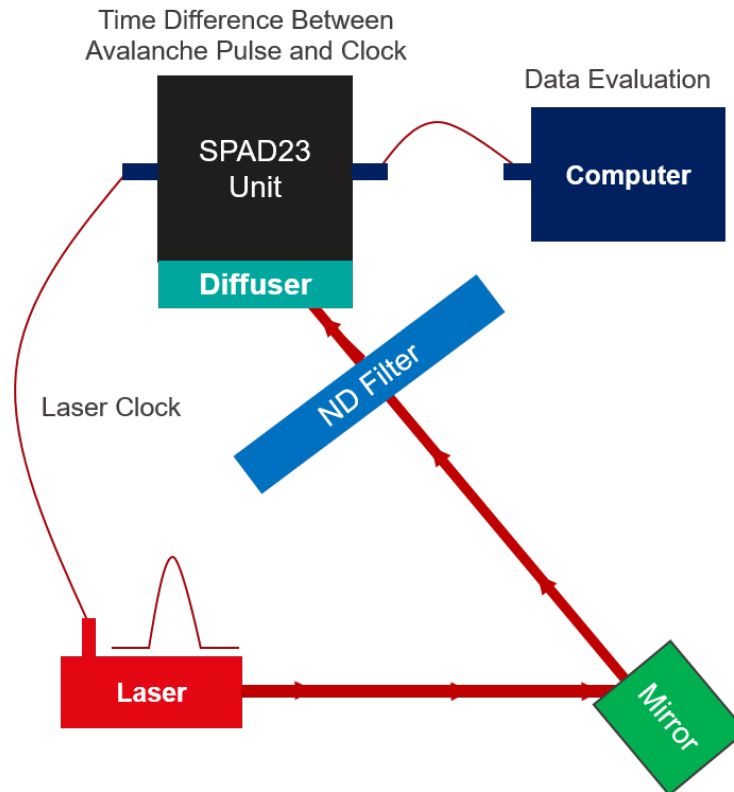 Time Difference Between
Avalanche Pulse and Clock
Data Evaluation
SPAD23
Unit
Computer
Diffuser
ND Filter
Laser Clock
Laser
Mirror